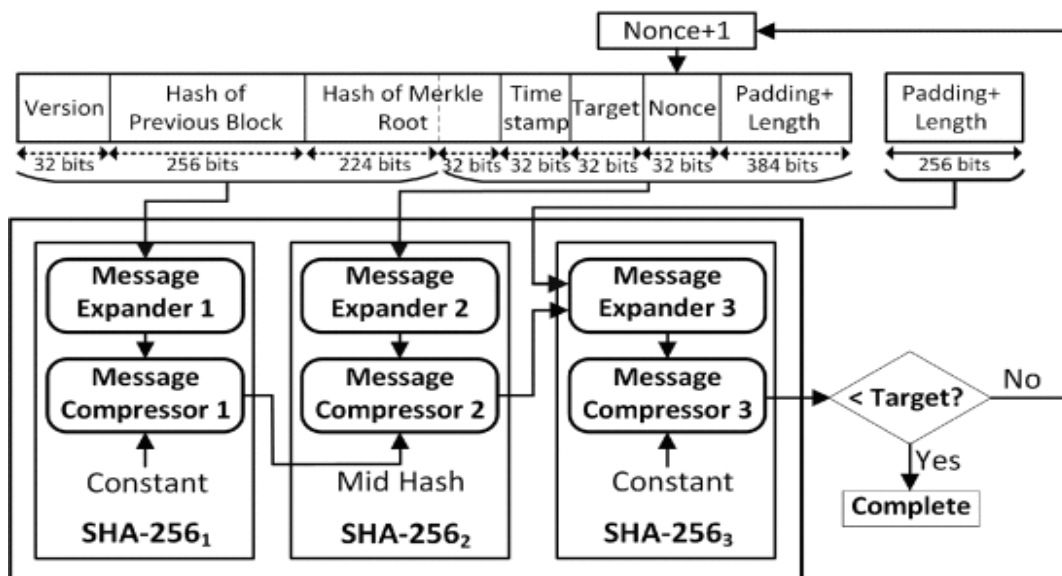 Nonce+1
Version
Hash of
Previous Block
Hash of Merkle
Root
Time
stamp
Target
Nonce
Padding+
Length
Padding+
Length
32 bits
256 bits
224 bits
32 bits
32 bits
32 bits
32 bits
384 bits
256 bits
Message
Expander 1
Message
Expander 2
Message
Expander 3
Message
Compressor 1
Message
Compressor 2
Message
Compressor 3
< Target?
No
Yes
Complete
Constant
Mid Hash
Constant
SHA-256₁
SHA-256₂
SHA-256₃